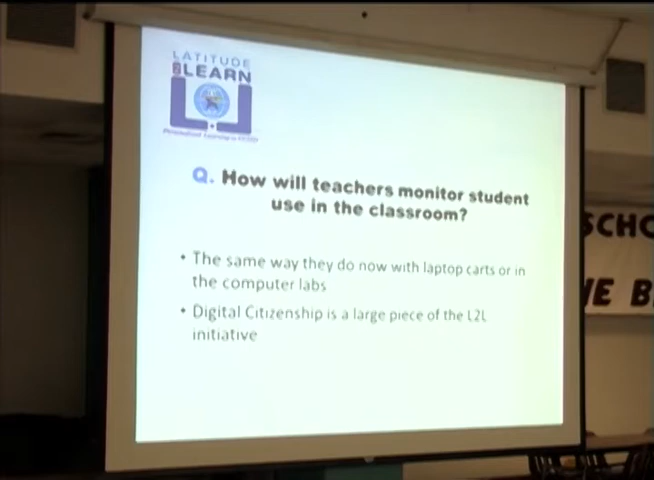 LATITUDE
2LEARN
Q. How will teachers monitor student
use in the classroom?
• The same way they do now with laptop carts or in
the computer labs
• Digital Citizenship is a large piece of the L2L
initiative
SCHO
E B